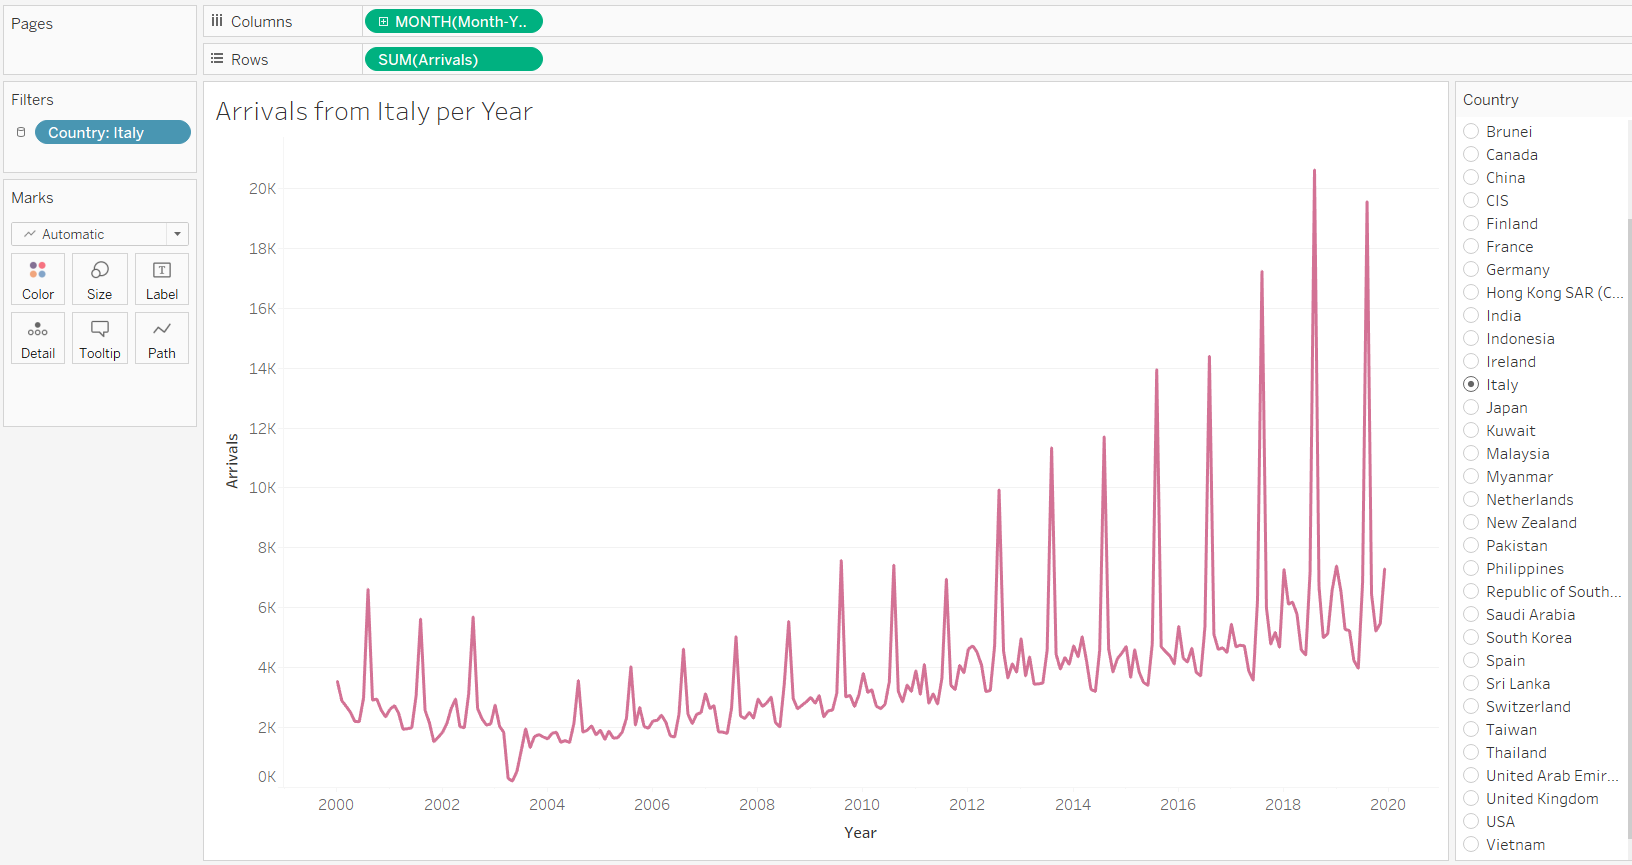 Pages
Columns
MONTH(Month-Y..
Rows
SUM(Arrivals)
Filters
Country: Italy
Marks
Automatic
Color
Size
T
Label
Detail
Tooltip
Path
Arrivals from Italy per Year
20K
18K
16K
14K
12K
10K
8K
6K
4K
2K
0K
Arrivals
2000
2002
2004
2006
2008
2010
2012
2014
2016
2018
2020
Year
Country
Brunei
Canada
China
CIS
Finland
France
Germany
Hong Kong SAR (C...
India
Indonesia
Ireland
Italy
Japan
Kuwait
Malaysia
Myanmar
Netherlands
New Zealand
Pakistan
Philippines
Republic of South...
Saudi Arabia
South Korea
Spain
Sri Lanka
Switzerland
Taiwan
Thailand
United Arab Emir...
United Kingdom
USA
Vietnam